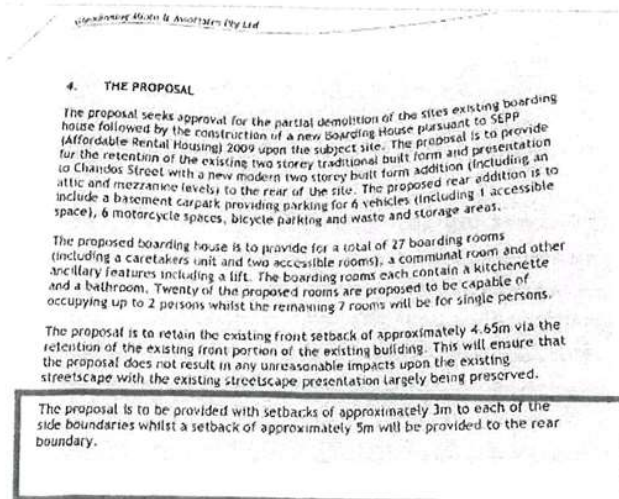 & Associates Pty Ltd
4. THE PROPOSAL
The proposal seeks approval for the partial demolition of the sites existing boarding
house followed by the construction of a new Boarding House pursuant to SEPP
(Affordable Rental Housing) 2009 upon the subject site. The proposal is to provide
for the retention of the existing two storey traditional built form and presentation
to Chandos Street with a new modern two storey built form addition (including an
attic and mezzanine levels) to the rear of the site. The proposed rear addition is to
include a basement carpark providing parking for 6 vehicles (including 1 accessible
space), 6 motorcycle spaces, bicycle parking and waste and storage areas.
The proposed boarding house is to provide for a total of 27 boarding rooms
(including a caretakers unit and two accessible rooms), a communal room and other
ancillary features including a lift. The boarding rooms each contain a kitchenette
and a bathroom. Twenty of the proposed rooms are proposed to be capable of
occupying up to 2 persons whilst the remaining 7 rooms will be for single persons.
The proposal is to retain the existing front setback of approximately 4.65m via the
retention of the existing front portion of the existing building. This will ensure that
the proposal does not result in any unreasonable impacts upon the existing
streetscape with the existing streetscape presentation largely being preserved.
The proposal is to be provided with setbacks of approximately 3m to each of the
side boundaries whilst a setback of approximately 5m will be provided to the rear
boundary.